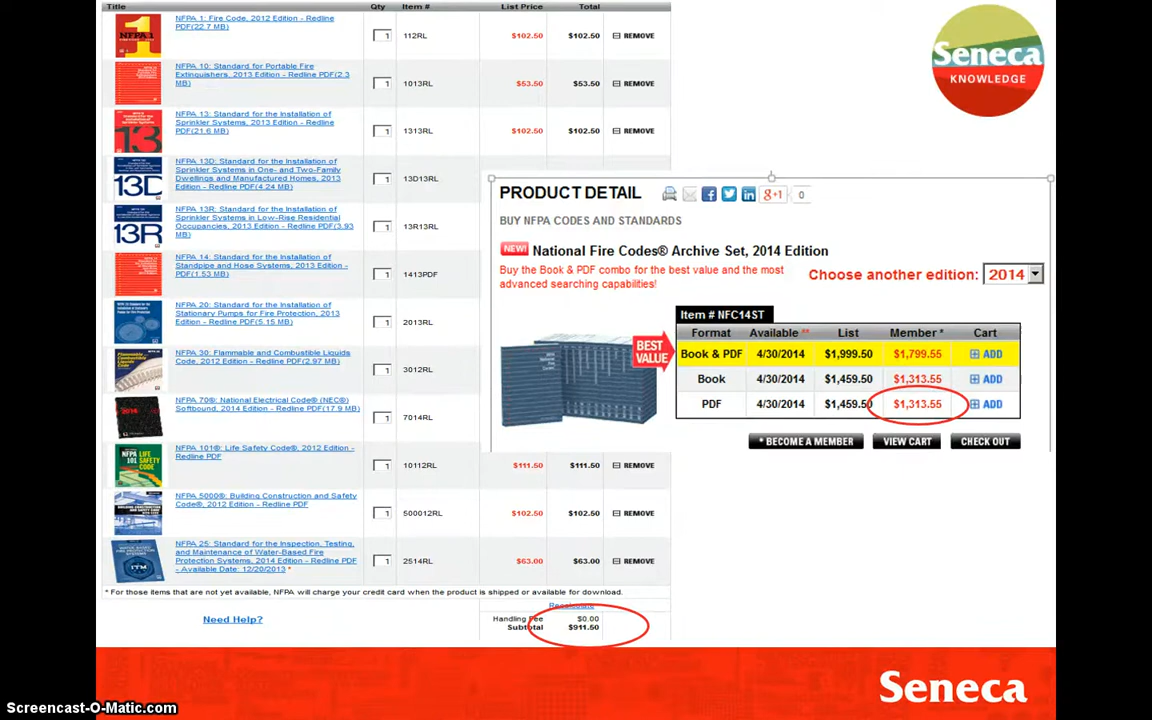 Title Qty Item # List Price Total
NFPA 1: Fire Code, 2012 Edition - Redline
PDF(22.7 MB)
1 112RL $102.50 $102.50 REMOVE
NFPA 10: Standard for Portable Fire
Extinguishers, 2013 Edition - Redline PDF(2.3
MB)
1 1013RL $53.50 $53.50 REMOVE
NFPA 13: Standard for the Installation of
Sprinkler Systems, 2013 Edition - Redline
PDF(21.6 MB)
1 1313RL $102.50 $102.50 REMOVE
NFPA 13D: Standard for the Installation of
Sprinkler Systems in One- and Two-Family
Dwellings and Manufactured Homes, 2013
Edition - Redline PDF(4.24 MB)
1 13D13RL
NFPA 13R: Standard for the Installation of
Sprinkler Systems in Low-Rise Residential
Occupancies, 2013 Edition - Redline PDF(3.93
MB)
1 13R13RL
NFPA 14: Standard for the Installation of
Standpipe and Hose Systems, 2013 Edition -
PDF(1.53 MB)
1 1413PDF
NFPA 20: Standard for the Installation of
Stationary Pumps for Fire Protection, 2013
Edition - Redline PDF(5.15 MB)
1 2013RL
NFPA 30: Flammable and Combustible Liquids
Code, 2012 Edition - Redline PDF(2.97 MB)
1 3012RL
NFPA 70®: National Electrical Code® (NEC®)
Softbound, 2014 Edition - Redline PDF(17.9 MB)
1 7014RL
NFPA 101®: Life Safety Code®, 2012 Edition -
Redline PDF
1 10112RL $111.50 $111.50 REMOVE
NFPA 5000®: Building Construction and Safety
Code®, 2012 Edition - Redline PDF
1 500012RL $102.50 $102.50 REMOVE
NFPA 25: Standard for the Inspection, Testing,
and Maintenance of Water-Based Fire
Protection Systems, 2014 Edition - Redline PDF
- Available Date: 12/20/2013 *
1 2514RL $63.00 $63.00 REMOVE
* For those items that are not yet available, NFPA will charge your credit card when the product is shipped or available for download.
Recalculate
Handling Fee $0.00
Subtotal $911.50
Need Help?
NFPA 1
13
13D
13R
2014
NFPA
101 LIFE
SAFETY
CODE
ITM
PRODUCT DETAIL
g+1 0
BUY NFPA CODES AND STANDARDS
NEW! National Fire Codes® Archive Set, 2014 Edition
Buy the Book & PDF combo for the best value and the most
advanced searching capabilities!
Choose another edition: 2014
Item # NFC14ST
Format Available ** List Member * Cart
BEST
VALUE
Book & PDF 4/30/2014 $1,999.50 $1,799.55 ADD
Book 4/30/2014 $1,459.50 $1,313.55 ADD
PDF 4/30/2014 $1,459.50 $1,313.55 ADD
* BECOME A MEMBER VIEW CART CHECK OUT
Seneca
KNOWLEDGE
Seneca
Screencast-O-Matic.com